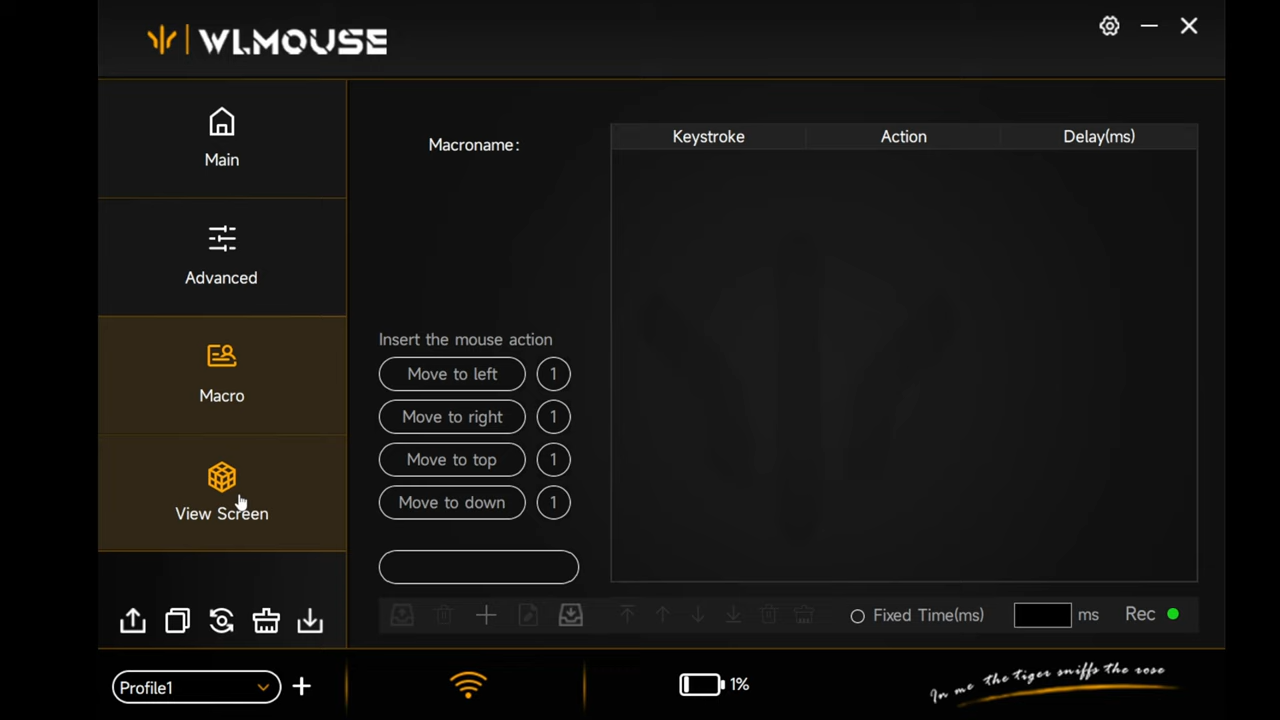 WLMOUSE
Main
Advanced
Macro
View Screen
Macroname:
Keystroke Action Delay(ms)
Insert the mouse action
Move to left 1
Move to right 1
Move to top 1
Move to down 1
Fixed Time(ms) ms Rec
Profile1
1%
In me the tiger sniffs the rose